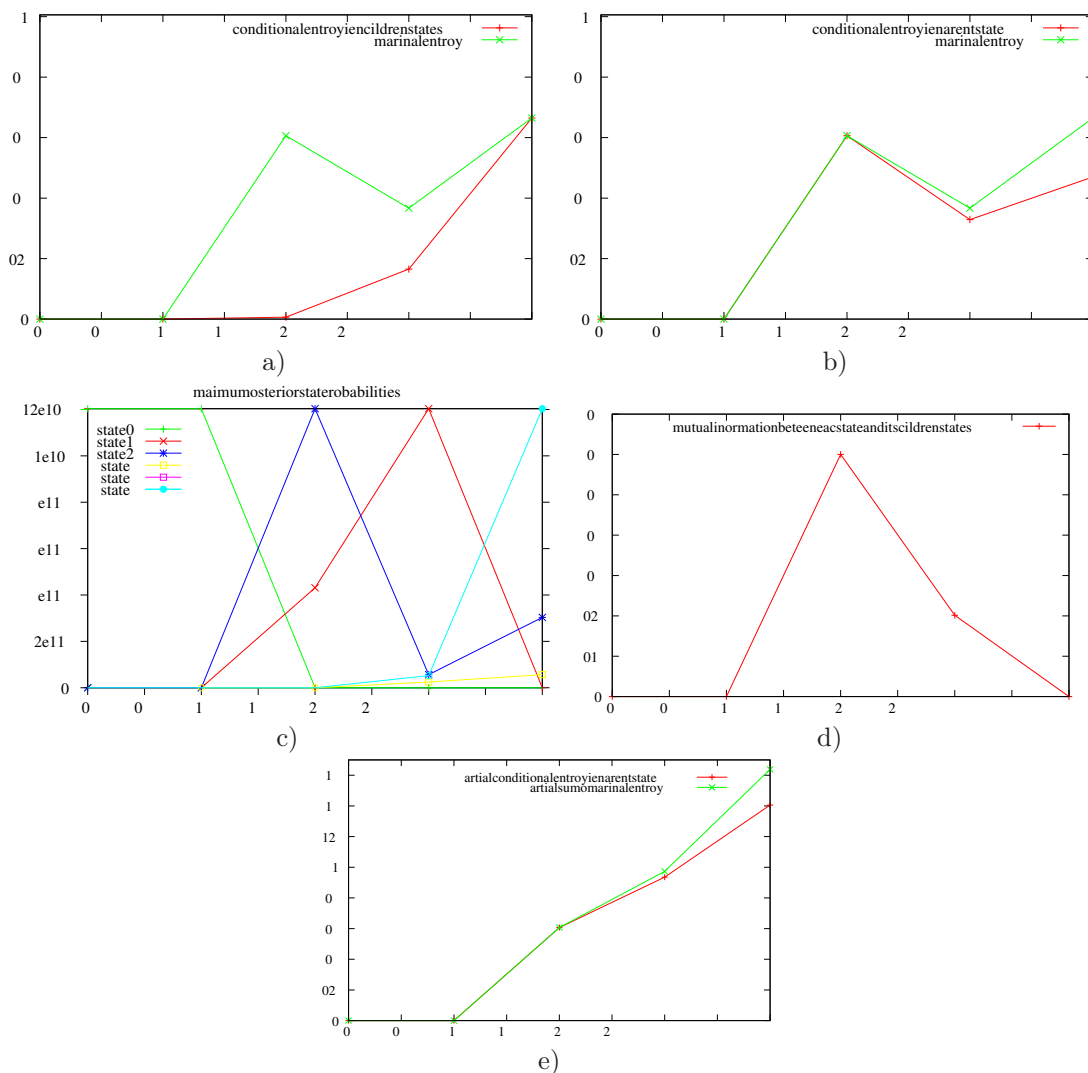 1
conditionalentroyiencildrenstates
marinalentroy
0
0
0
02
0
0 0 1 1 2 2
a)
1
conditionalentroyienarentstate
marinalentroy
0
0
0
02
0
0 0 1 1 2 2
b)
maimumosteriorstaterobabilities
12e10
state0
state1
1e10
state2
state
state
state
e11
e11
e11
2e11
0
0 0 1 1 2 2
c)
0
mutualinormationbeteeneacstateanditscildrenstates
0
0
0
0
02
01
0
0 0 1 1 2 2
d)
1
artialconditionalentroyienarentstate
artialsumomarinalentroy
1
12
1
0
0
0
02
0
0 0 1 1 2 2
e)